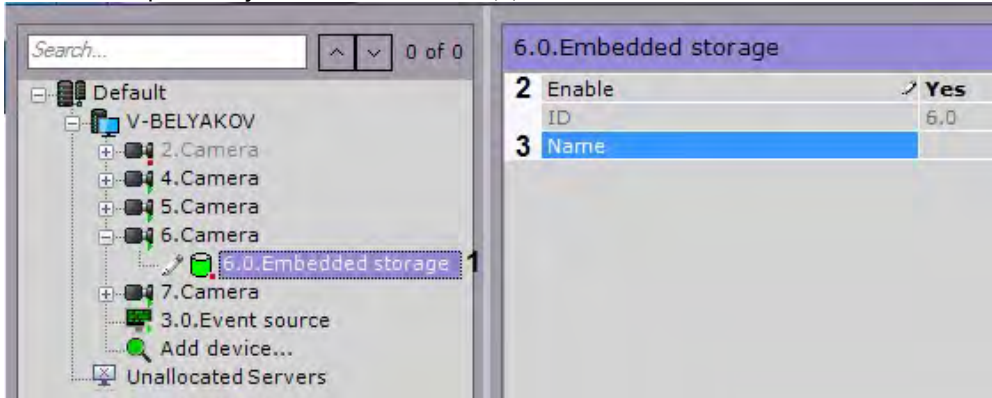 Search...
0 of 0
Default
V-BELYAKOV
2.Camera
4.Camera
5.Camera
6.Camera
6.0.Embedded storage 1
7.Camera
3.0.Event source
Add device...
Unallocated Servers
6.0.Embedded storage
2 Enable Yes
ID 6.0
3 Name